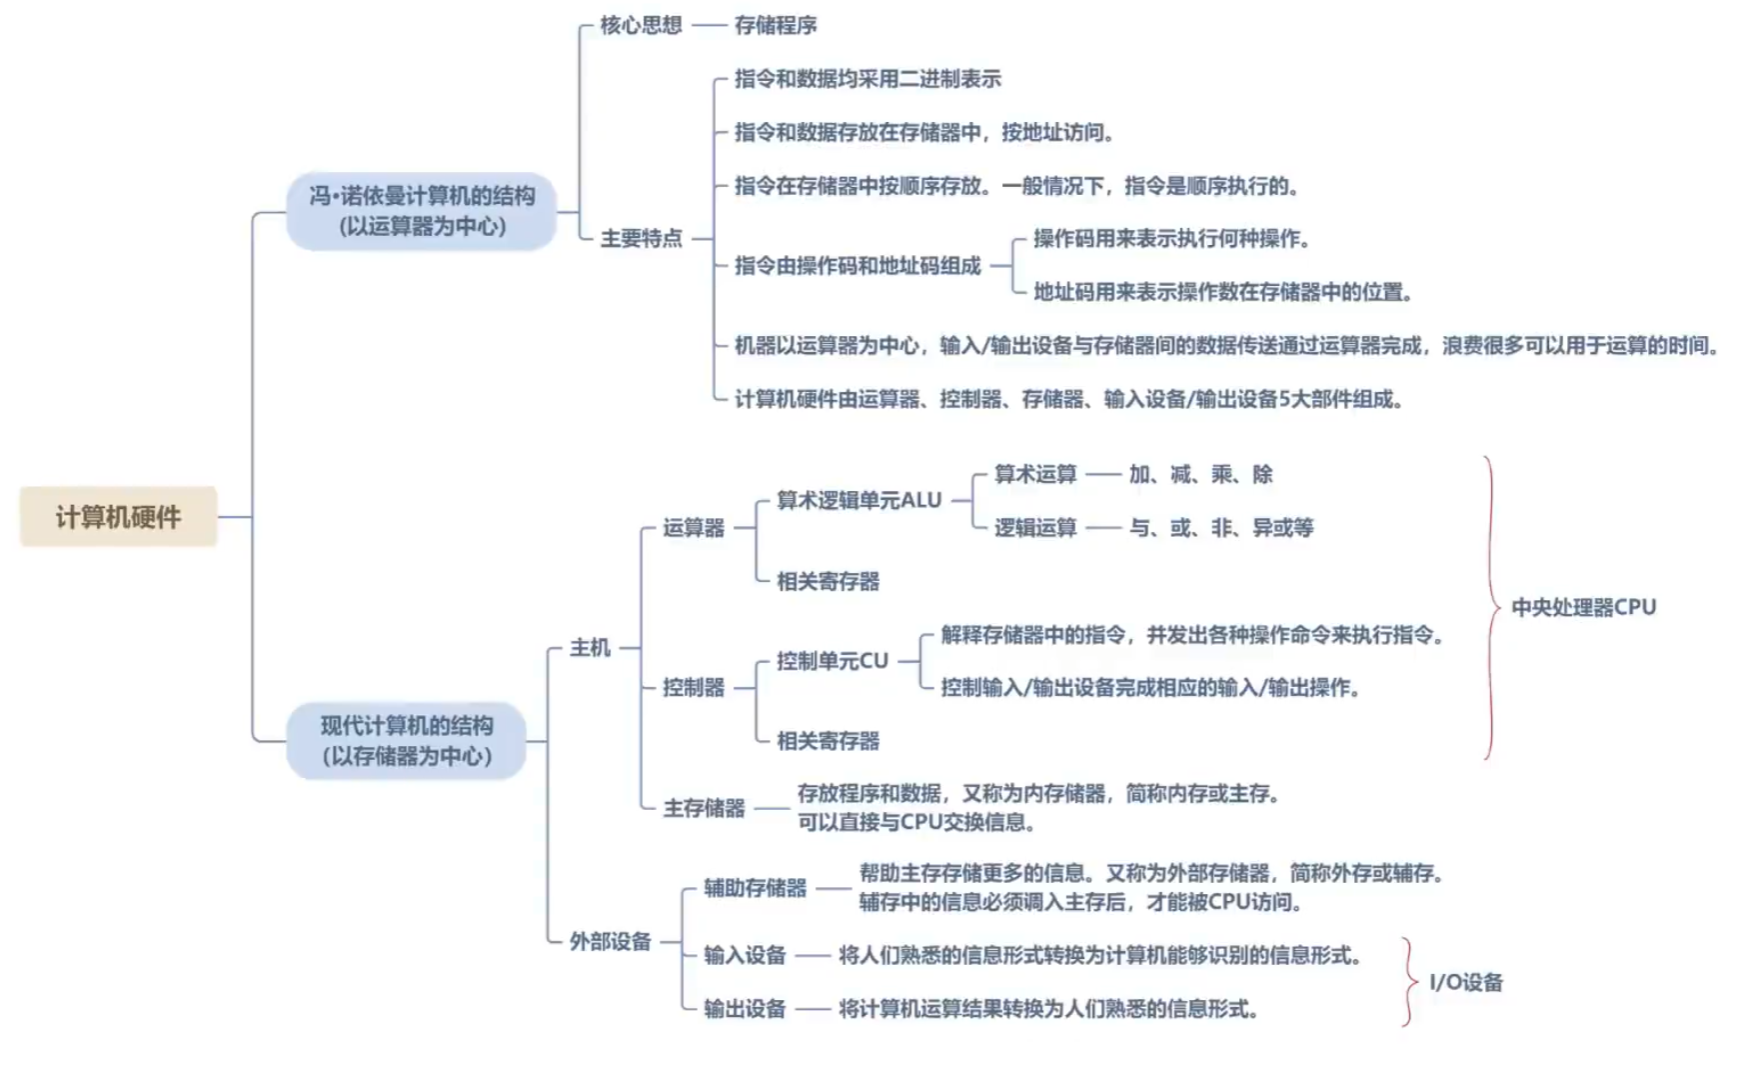 核心思想
存储程序
指令和数据均采用二进制表示
指令和数据存放在存储器中，按地址访问。
指令在存储器中按顺序存放。一般情况下，指令是顺序执行的。
冯•诺依曼计算机的结构
(以运算器为中心)
主要特点
操作码用来表示执行何种操作。
指令由操作码和地址码组成
地址码用来表示操作数在存储器中的位置。
机器以运算器为中心，输入/输出设备与存储器间的数据传送通过运算器完成，浪费很多可以用于运算的时间。
计算机硬件由运算器、控制器、存储器、输入设备/输出设备5大部件组成。
计算机硬件
算术运算
加、减、乘、除
算术逻辑单元ALU
运算器
逻辑运算
与、或、非、异或等
相关寄存器
中央处理器CPU
主机
解释存储器中的指令，并发出各种操作命令来执行指令。
控制单元CU
控制器
控制输入/输出设备完成相应的输入/输出操作。
相关寄存器
现代计算机的结构
（以存储器为中心）
主存储器
存放程序和数据，又称为内存储器，简称内存或主存。
可以直接与CPU交换信息。
辅助存储器
帮助主存存储更多的信息。又称为外部存储器，简称外存或辅存。
辅存中的信息必须调入主存后，才能被CPU访问。
外部设备
输入设备
将人们熟悉的信息形式转换为计算机能够识别的信息形式。
I/O设备
输出设备
将计算机运算结果转换为人们熟悉的信息形式。